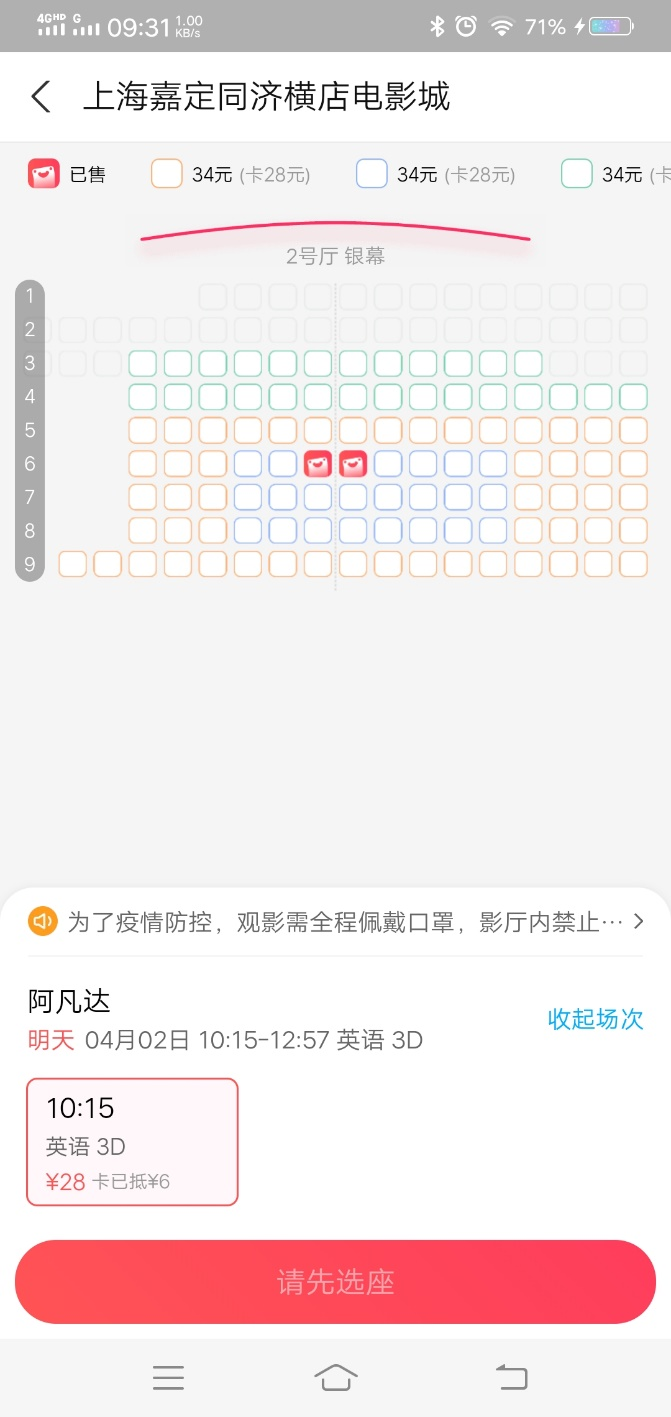 4GHD G 09:31 1.00 KB/s 71%
上海嘉定同济横店电影城
已售 34元 (卡28元) 34元 (卡28元) 34元 (卡
2号厅 银幕
1
2
3
4
5
6
7
8
9
为了疫情防控，观影需全程佩戴口罩，影厅内禁止…
阿凡达
收起场次
明天 04月02日 10:15-12:57 英语 3D
10:15
英语 3D
¥28 卡已抵¥6
请先选座